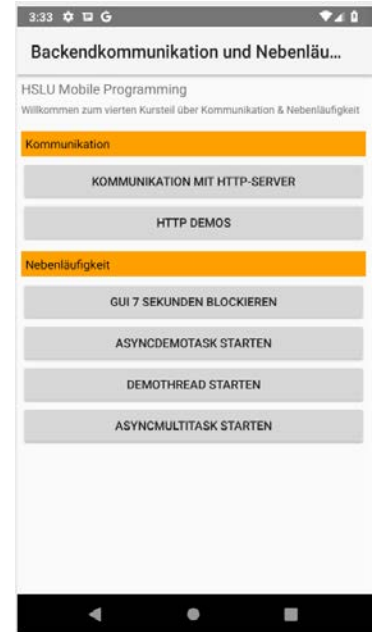 3:33 G
Backendkommunikation und Nebenläu...
HSLU Mobile Programming
Willkommen zum vierten Kursteil über Kommunikation & Nebenläufigkeit
Kommunikation
KOMMUNIKATION MIT HTTP-SERVER
HTTP DEMOS
Nebenläufigkeit
GUI 7 SEKUNDEN BLOCKIEREN
ASYNCDEMOTASK STARTEN
DEMOTHREAD STARTEN
ASYNCMULTITASK STARTEN